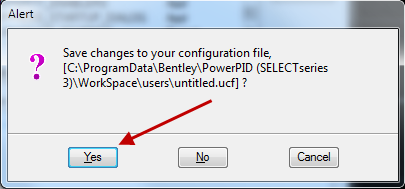 Alert
Save changes to your configuration file,
[C:\ProgramData\Bentley\PowerPID (SELECTseries
3)\WorkSpace\users\untitled.ucf] ?
Yes
No
Cancel